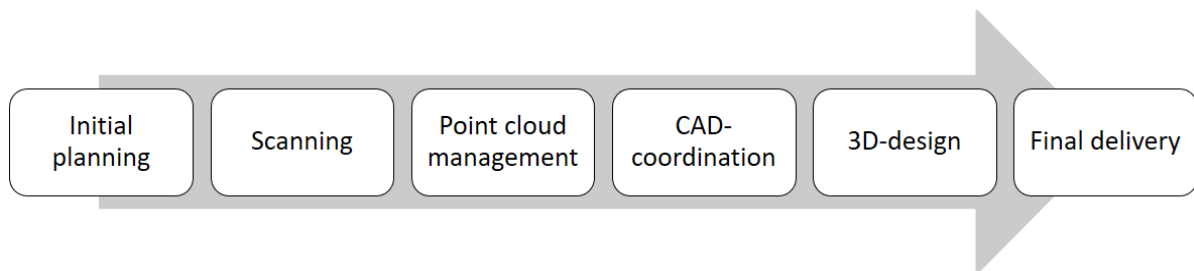 Initial
planning
Scanning
Point cloud
management
CAD-
coordination
3D-design
Final delivery